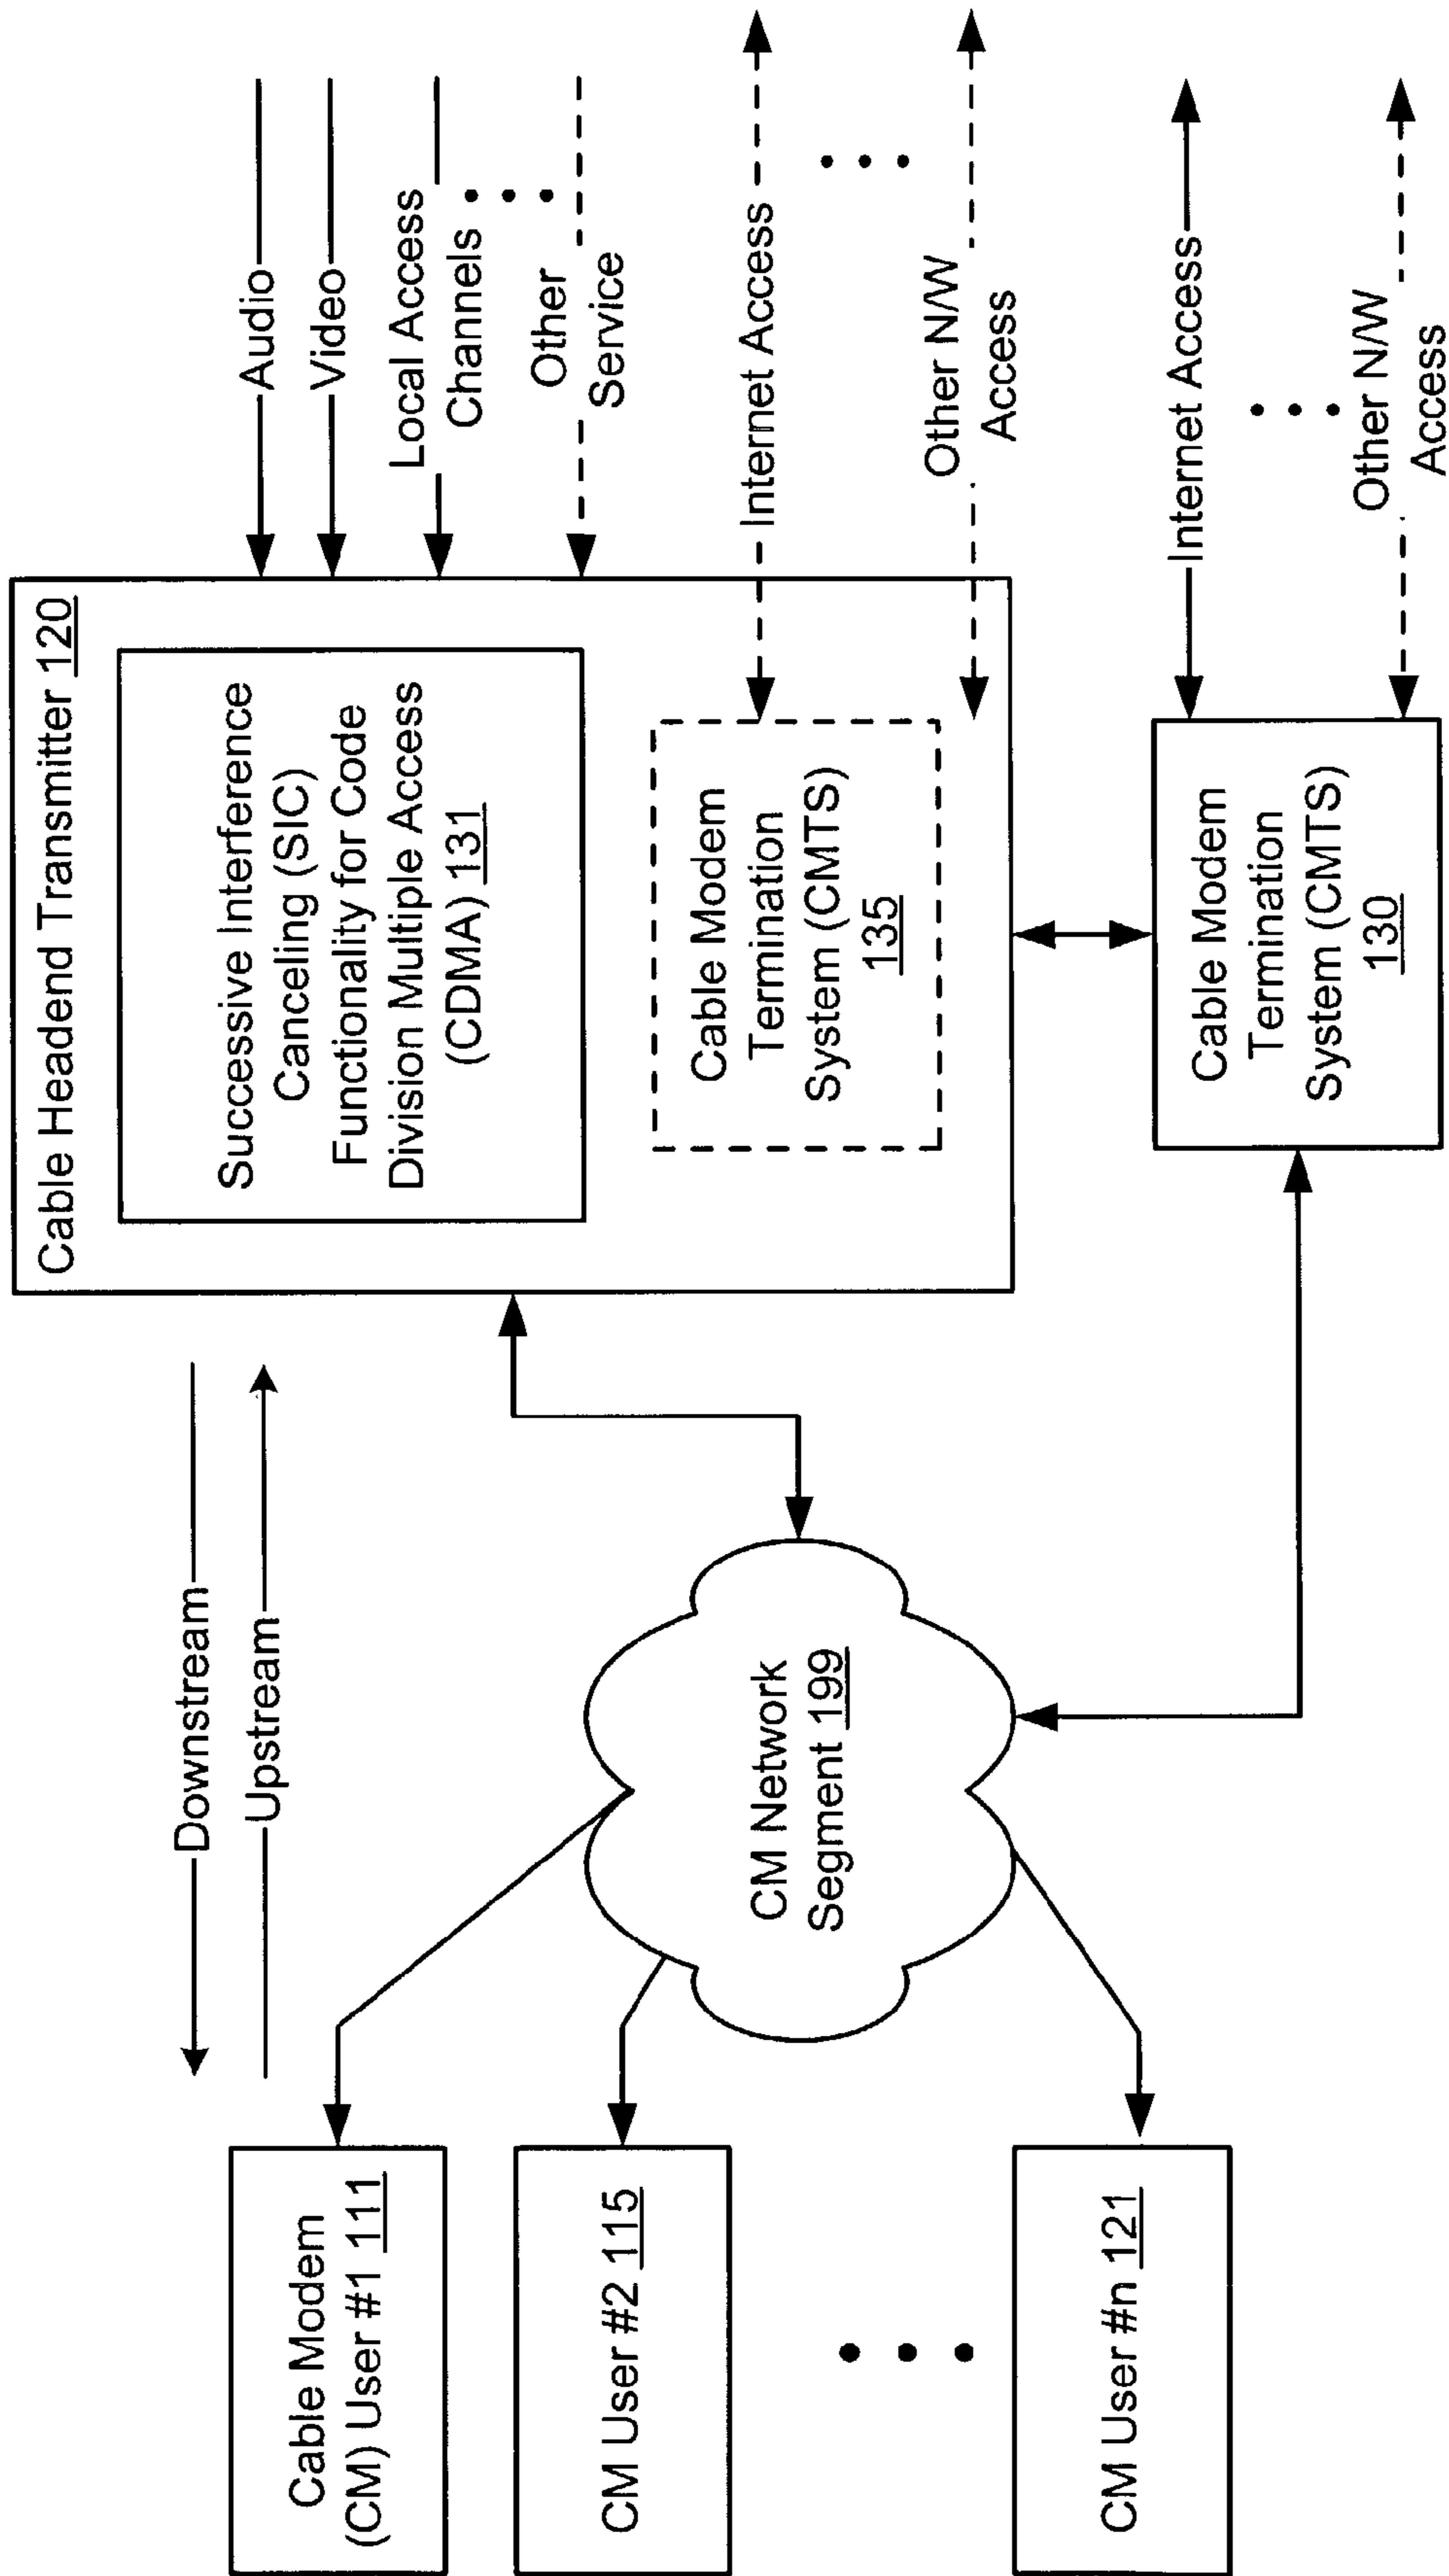 Downstream
Upstream
Cable Modem
(CM) User #1 111
CM User #2 115
CM User #n 121
CM Network
Segment 199
Cable Headend Transmitter 120
Successive Interference
Canceling (SIC)
Functionality for Code
Division Multiple Access
(CDMA) 131
Cable Modem
Termination
System (CMTS)
135
Cable Modem
Termination
System (CMTS)
130
Audio
Video
Local Access
Channels
Other
Service
Internet Access
Other N/W
Access
Internet Access
Other N/W
Access